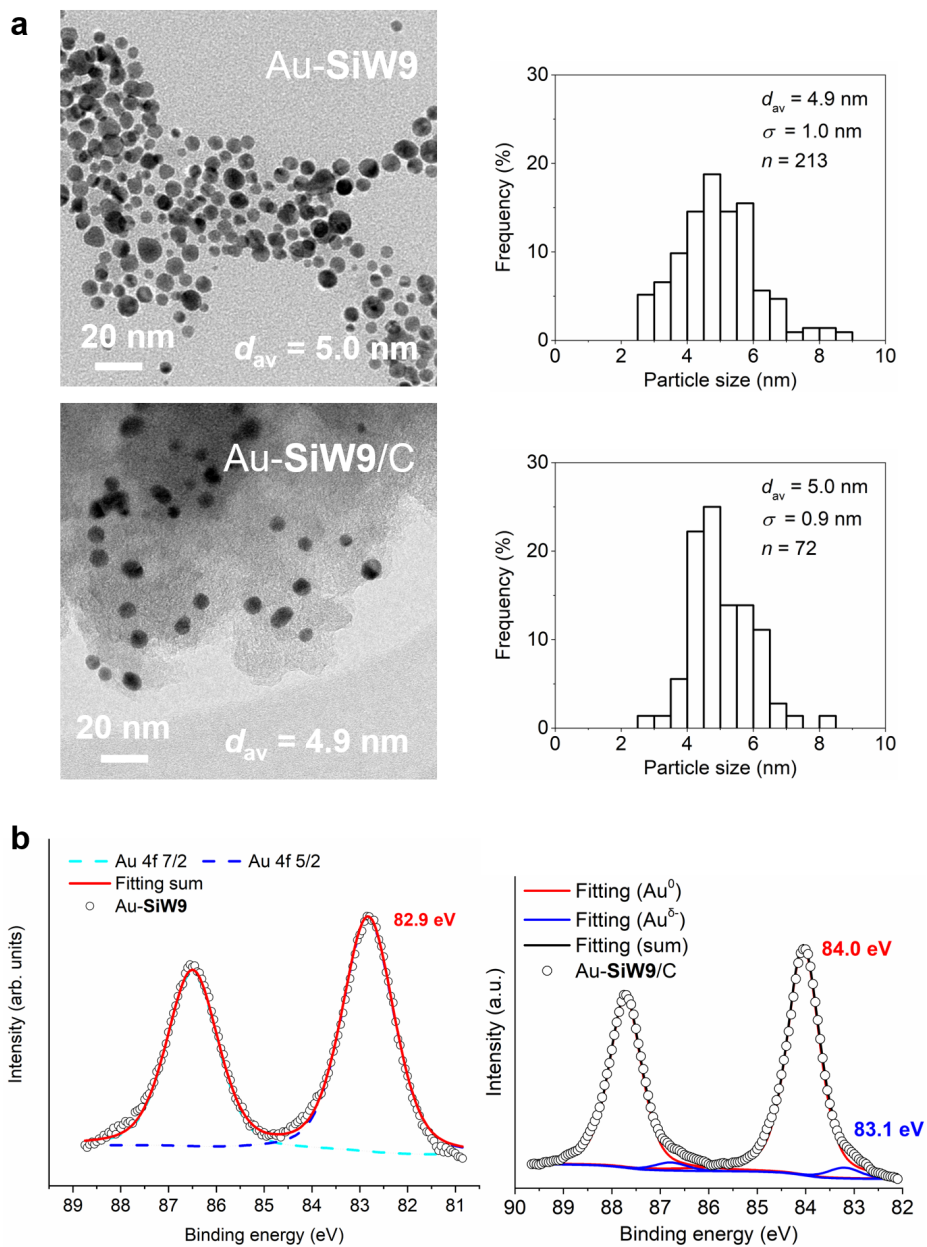 a
Au-SiW9
20 nm
d_av = 5.0 nm
30
20
10
0
Frequency (%)
d_av = 4.9 nm
σ = 1.0 nm
n = 213
0 2 4 6 8 10
Particle size (nm)
Au-SiW9/C
20 nm
d_av = 4.9 nm
30
20
10
0
Frequency (%)
d_av = 5.0 nm
σ = 0.9 nm
n = 72
0 2 4 6 8 10
Particle size (nm)
b
Au 4f 7/2 Au 4f 5/2
Fitting sum
Au-SiW9
82.9 eV
Intensity (arb. units)
89 88 87 86 85 84 83 82 81
Binding energy (eV)
Fitting (Au⁰)
Fitting (Auᵟ⁻)
Fitting (sum)
Au-SiW9/C
84.0 eV
83.1 eV
Intensity (a.u.)
90 89 88 87 86 85 84 83 82
Binding energy (eV)